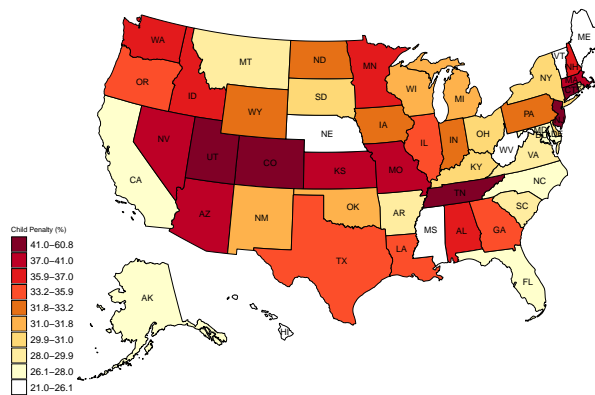 ME
WA
VT
MT
ND
MN
NH
OR
ID
SD
WI
MI
NY
WY
IA
PA
NE
OH
NV
UT
CO
IL
IN
WV
VA
KS
MO
KY
CA
NC
TN
OK
AR
SC
AZ
NM
MS
AL
GA
TX
LA
FL
AK
HI
Child Penalty (%)
41.0−60.8
37.0−41.0
35.9−37.0
33.2−35.9
31.8−33.2
31.0−31.8
29.9−31.0
28.0−29.9
26.1−28.0
21.0−26.1